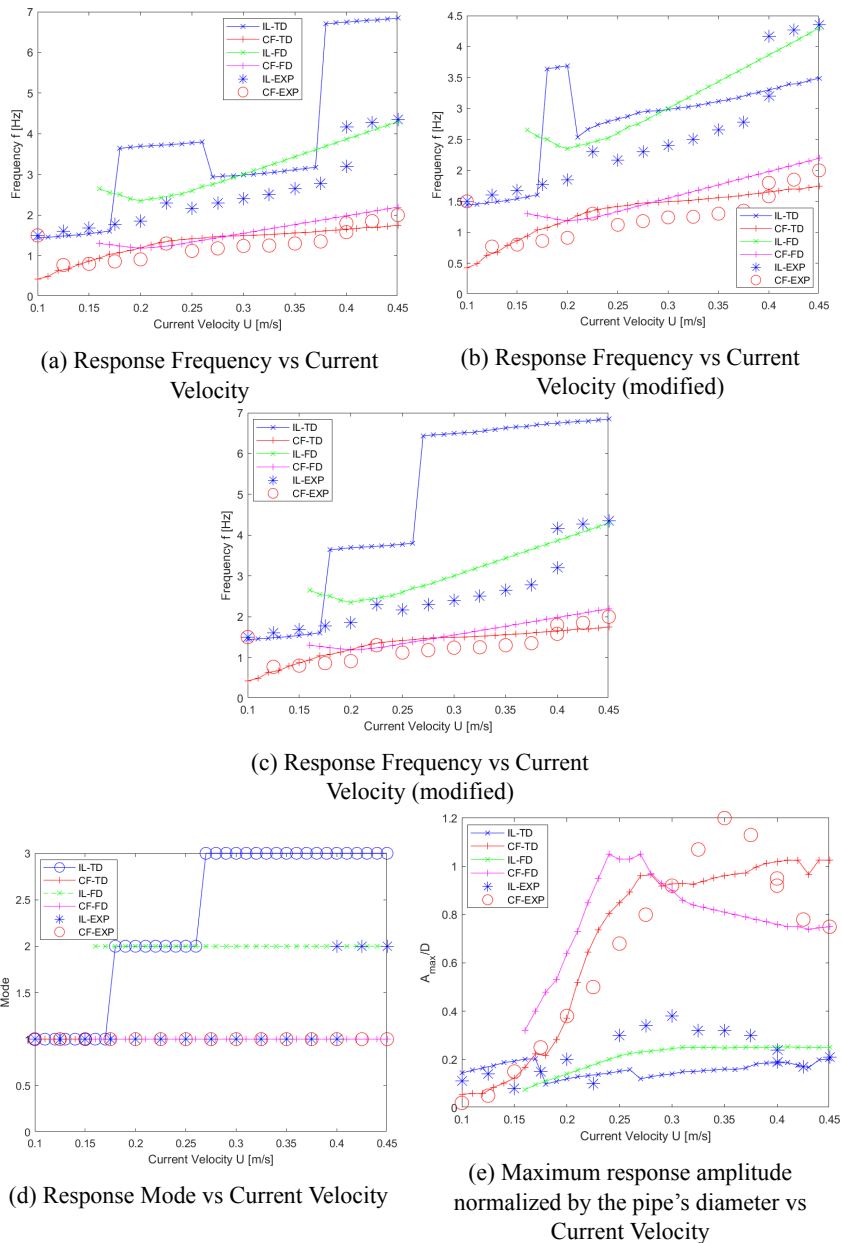 7
6
5
4
3
2
1
0
Frequency f [Hz]
IL-TD
CF-TD
IL-FD
CF-FD
IL-EXP
CF-EXP
0.1 0.15 0.2 0.25 0.3 0.35 0.4 0.45
Current Velocity U [m/s]
(a) Response Frequency vs Current
Velocity
4.5
4
3.5
3
2.5
2
1.5
1
0.5
0
Frequency f [Hz]
IL-TD
CF-TD
IL-FD
CF-FD
IL-EXP
CF-EXP
0.1 0.15 0.2 0.25 0.3 0.35 0.4 0.45
Current Velocity U [m/s]
(b) Response Frequency vs Current
Velocity (modified)
7
6
5
4
3
2
1
0
Frequency f [Hz]
IL-TD
CF-TD
IL-FD
CF-FD
IL-EXP
CF-EXP
0.1 0.15 0.2 0.25 0.3 0.35 0.4 0.45
Current Velocity U [m/s]
(c) Response Frequency vs Current
Velocity (modified)
3
2.5
2
1.5
1
0.5
0
Mode
IL-TD
CF-TD
IL-FD
CF-FD
IL-EXP
CF-EXP
0.1 0.15 0.2 0.25 0.3 0.35 0.4 0.45
Current Velocity U [m/s]
(d) Response Mode vs Current Velocity
1.2
1
0.8
0.6
0.4
0.2
0
A_max/D
IL-TD
CF-TD
IL-FD
CF-FD
IL-EXP
CF-EXP
0.1 0.15 0.2 0.25 0.3 0.35 0.4 0.45
Current Velocity U [m/s]
(e) Maximum response amplitude
normalized by the pipe's diameter vs
Current Velocity